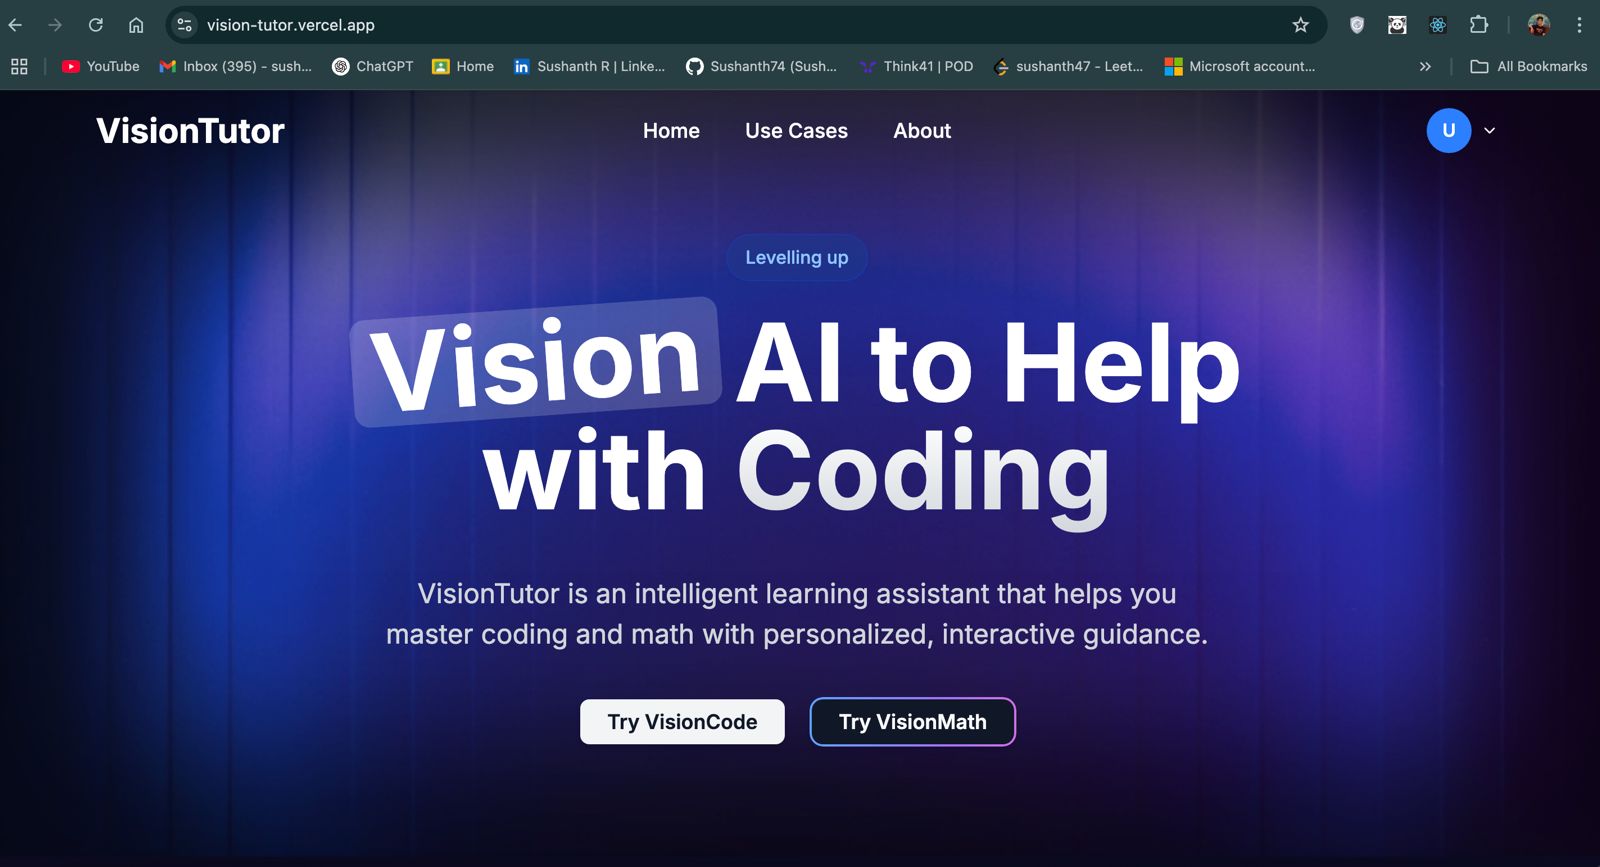 vision-tutor.vercel.app
YouTube
Inbox (395) - sush...
ChatGPT
Home
Sushanth R | Linke...
Sushanth74 (Sush...
Think41 | POD
sushanth47 - Leet...
Microsoft account...
All Bookmarks
VisionTutor
Home
Use Cases
About
U
Levelling up
Vision AI to Help
with Coding
VisionTutor is an intelligent learning assistant that helps you
master coding and math with personalized, interactive guidance.
Try VisionCode
Try VisionMath